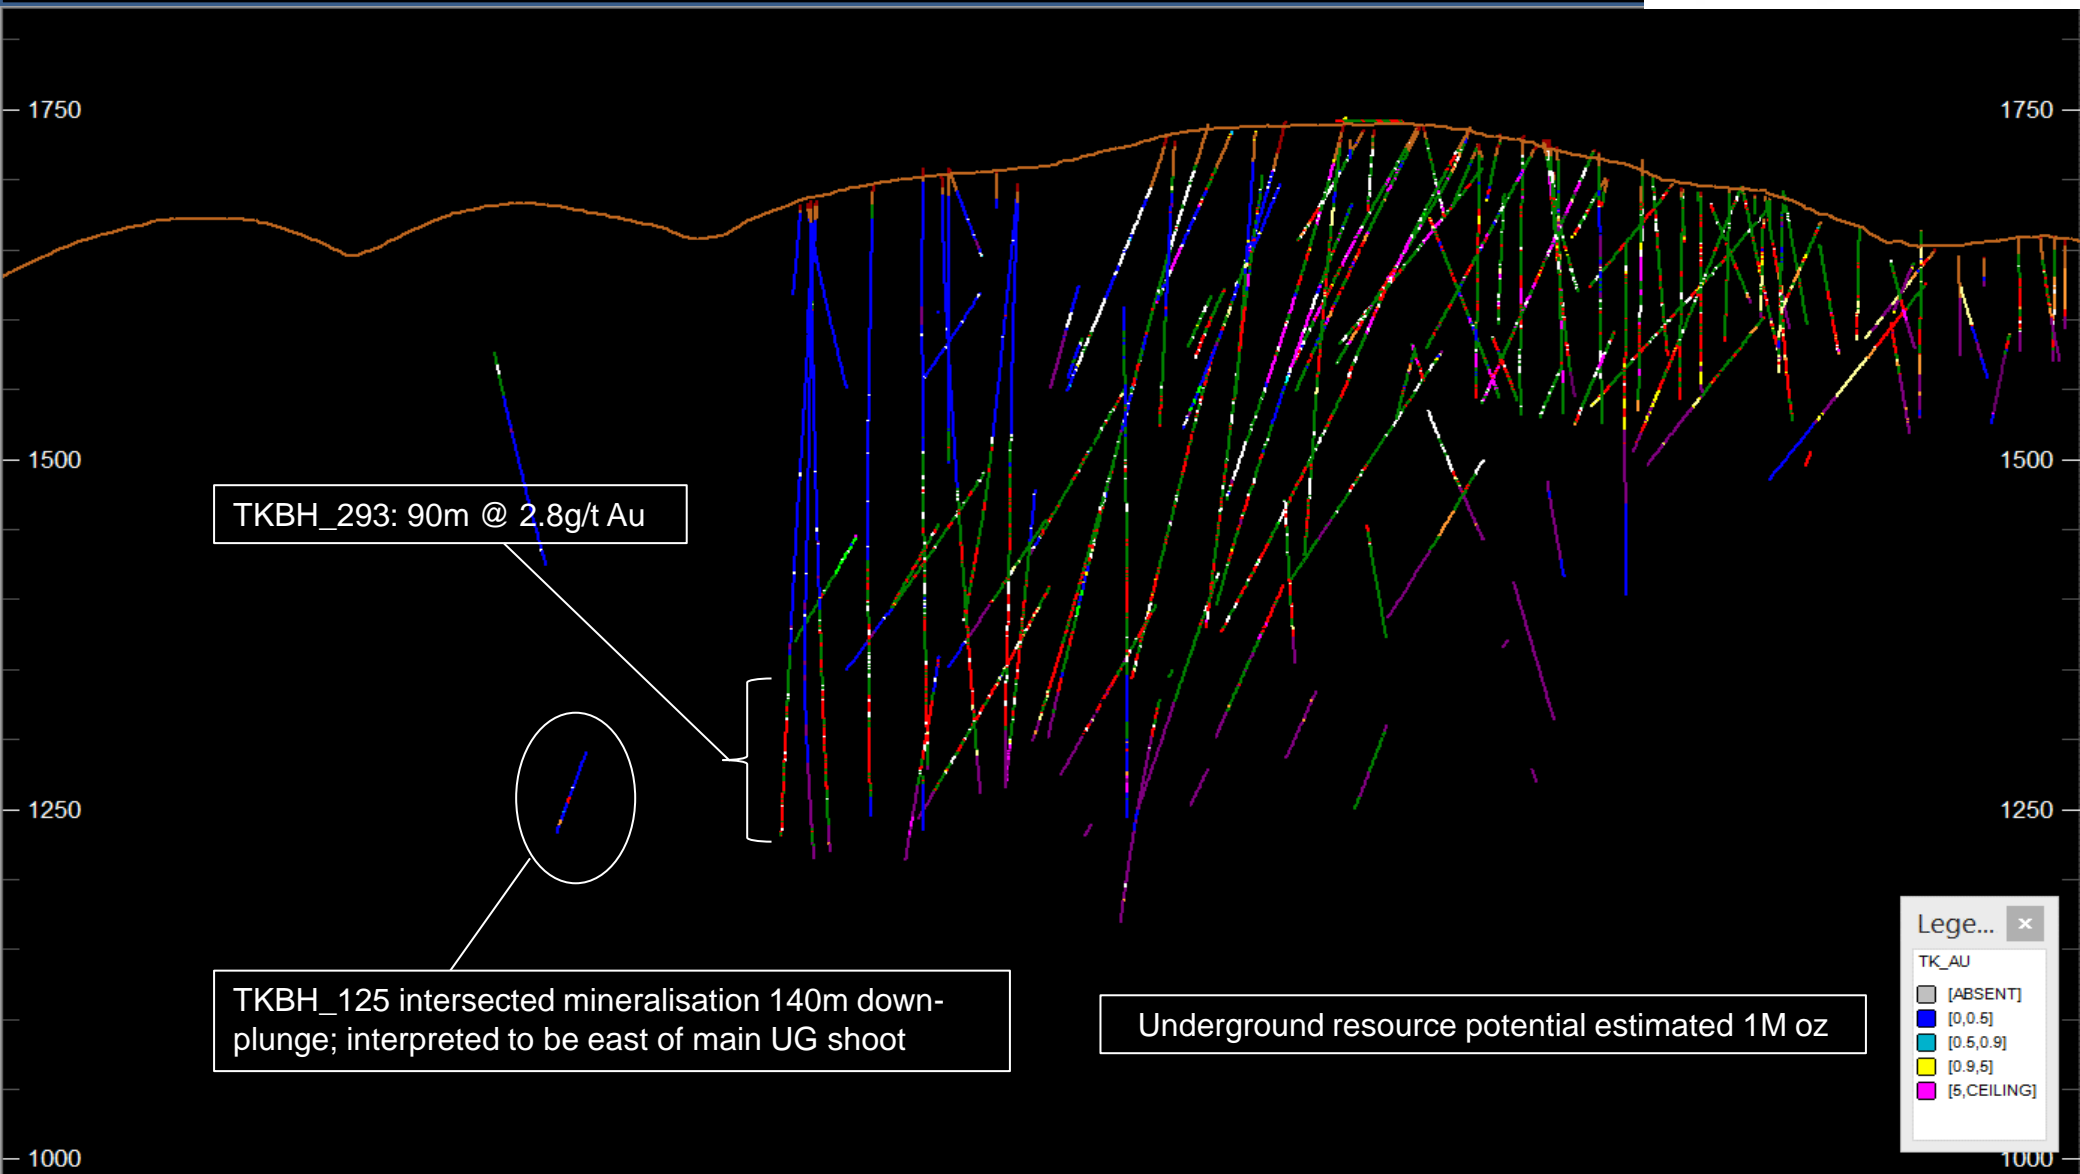 1750
1750
1500
1500
TKBH_293: 90m @ 2.8g/t Au
1250
1250
TKBH_125 intersected mineralisation 140m down-
plunge; interpreted to be east of main UG shoot
Underground resource potential estimated 1M oz
Lege...
TK_AU
[ABSENT]
[0,0.5]
[0.5,0.9]
[0.9,5]
[5,CEILING]
1000
1000